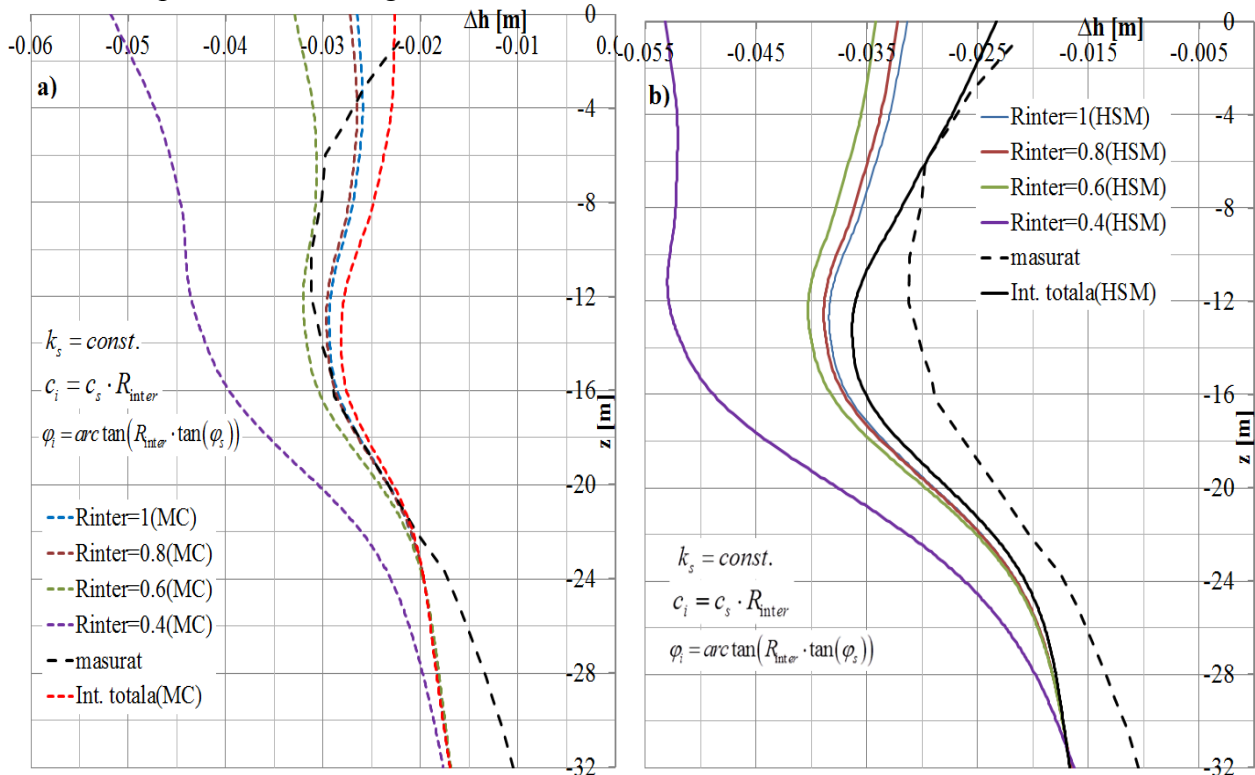 Δh [m]
-0.06 -0.05 -0.04 -0.03 -0.02 -0.01 0.0
0
-4
-8
-12
-16
-20
-24
-28
-32
z [m]
a)
k_s = const.
c_i = c_s · R_inter
φ_i = arc tan(R_inter · tan(φ_s))
Rinter=1(MC)
Rinter=0.8(MC)
Rinter=0.6(MC)
Rinter=0.4(MC)
masurat
Int. totala(MC)
Δh [m]
-0.055 -0.045 -0.035 -0.025 -0.015 -0.005
0
-4
-8
-12
-16
-20
-24
-28
-32
z [m]
b)
Rinter=1(HSM)
Rinter=0.8(HSM)
Rinter=0.6(HSM)
Rinter=0.4(HSM)
masurat
Int. totala(HSM)
k_s = const.
c_i = c_s · R_inter
φ_i = arc tan(R_inter · tan(φ_s))